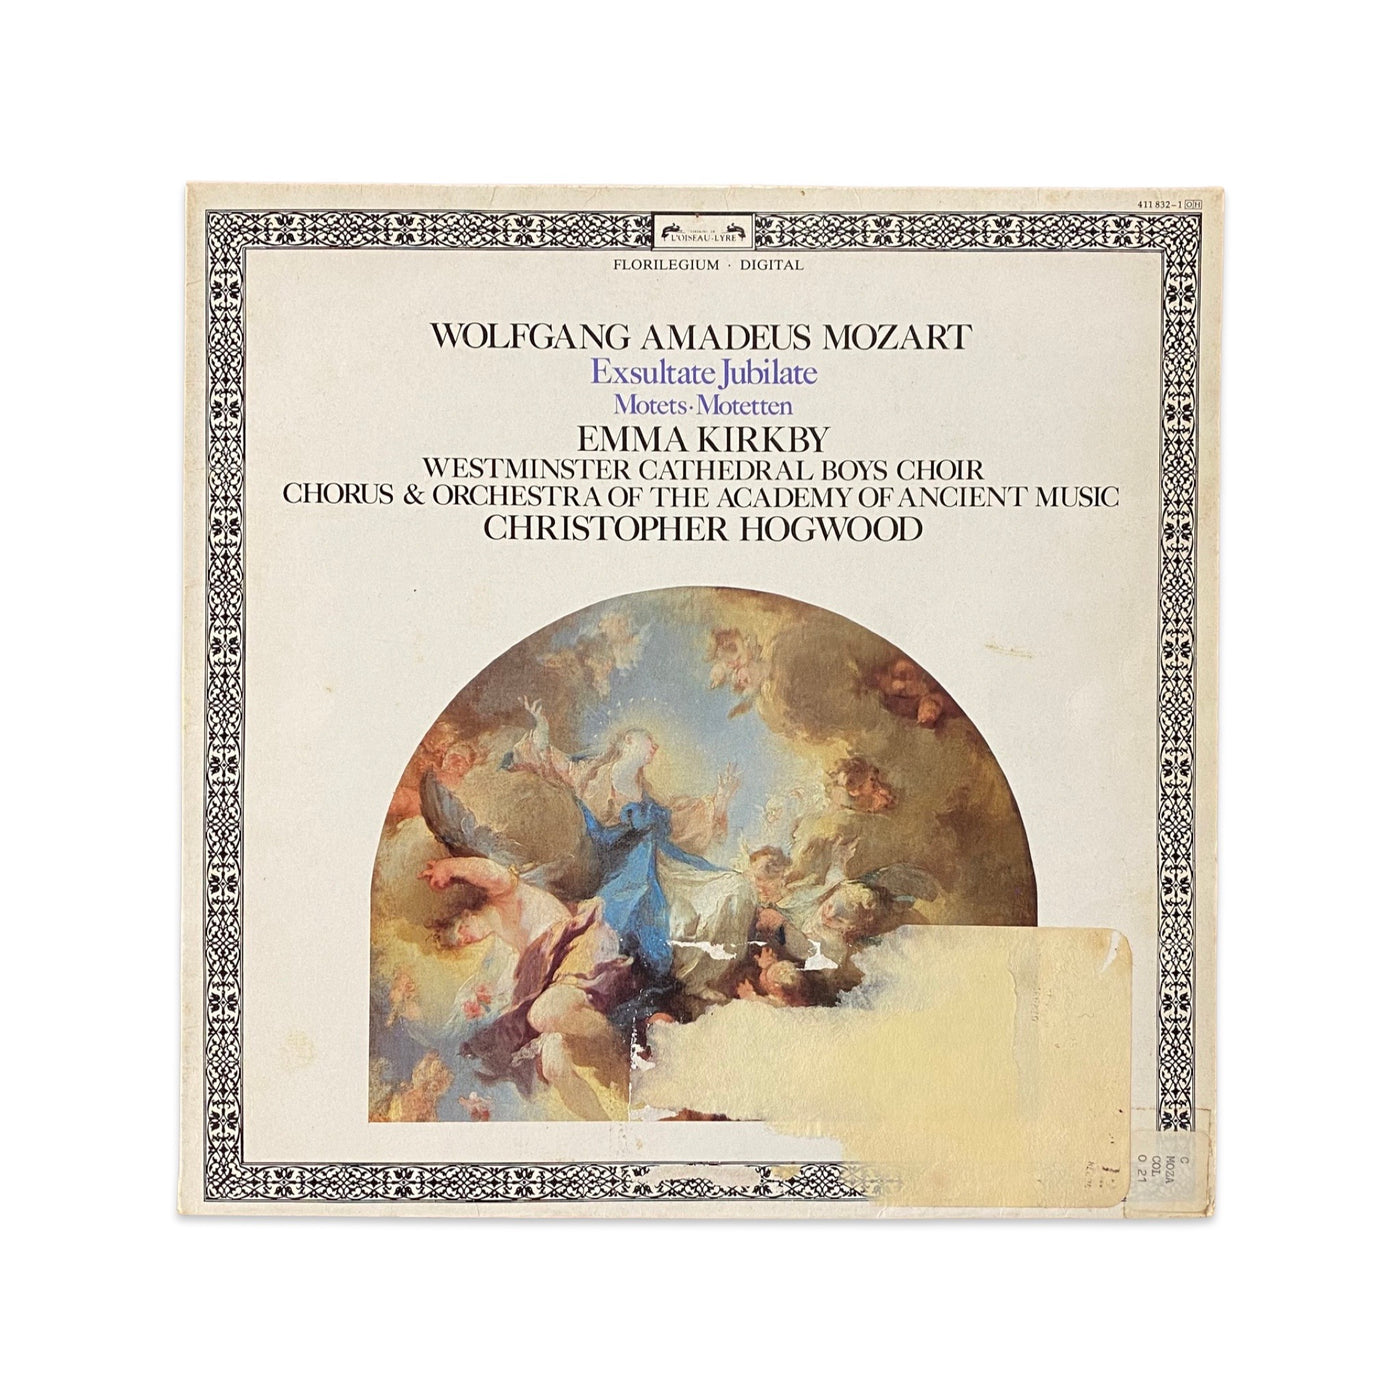 411 832-1 OH
L'OISEAU-LYRE
FLORILEGIUM · DIGITAL
WOLFGANG AMADEUS MOZART
Exsultate Jubilate
Motets · Motetten
EMMA KIRKBY
WESTMINSTER CATHEDRAL BOYS CHOIR
CHORUS & ORCHESTRA OF THE ACADEMY OF ANCIENT MUSIC
CHRISTOPHER HOGWOOD
C
MOZA
COL
O 21